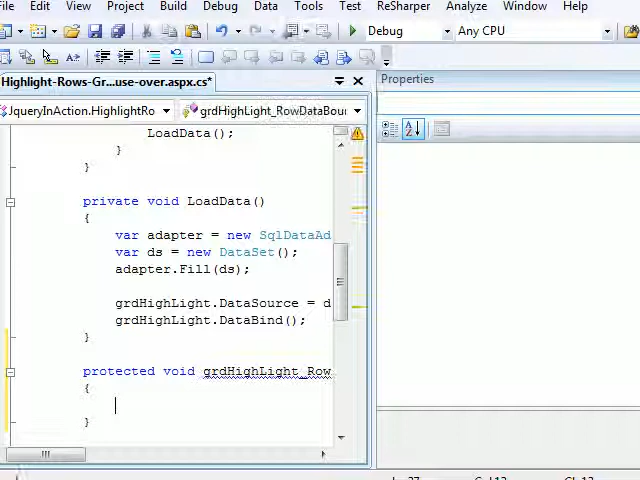 File Edit View Project Build Debug Data Tools Test ReSharper Analyze Window Help
Debug Any CPU
Highlight-Rows-Gr...use-over.aspx.cs*
Properties
JqueryInAction.HighlightRo grdHighLight_RowDataBou
LoadData();
}
}
private void LoadData()
{
var adapter = new SqlDataAd
var ds = new DataSet();
adapter.Fill(ds);
grdHighLight.DataSource = d
grdHighLight.DataBind();
}
protected void grdHighLight_Row
{
}